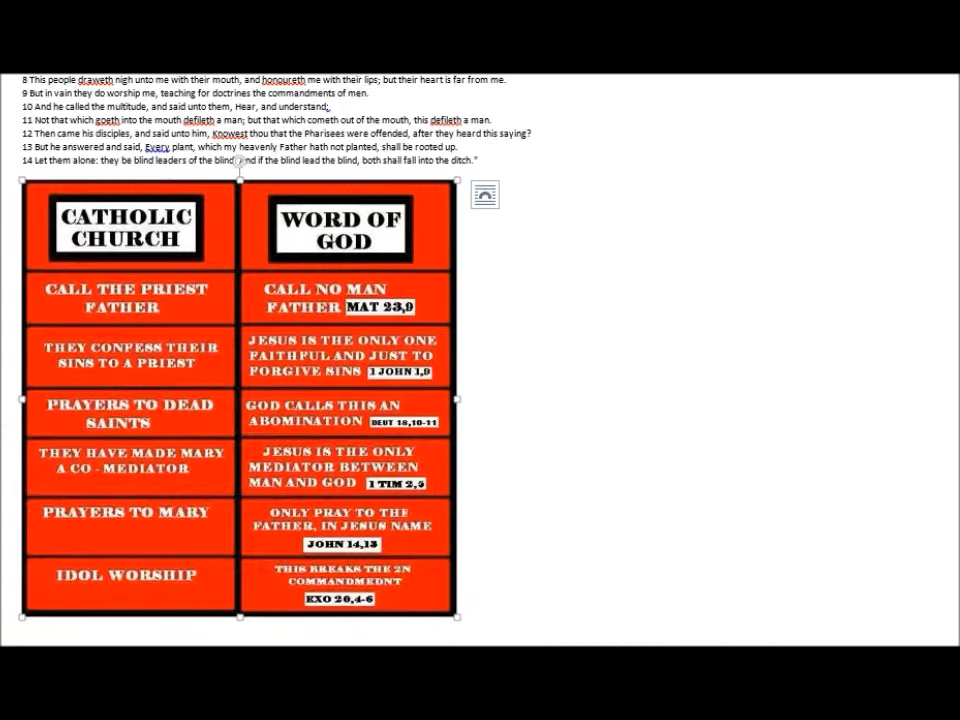 8 This people draweth nigh unto me with their mouth, and honoureth me with their lips; but their heart is far from me.
9 But in vain they do worship me, teaching for doctrines the commandments of men.
10 And he called the multitude, and said unto them, Hear, and understand;,
11 Not that which goeth into the mouth defileth a man; but that which cometh out of the mouth, this defileth a man.
12 Then came his disciples, and said unto him, Knowest thou that the Pharisees were offended, after they heard this saying?
13 But he answered and said, Every plant, which my heavenly Father hath not planted, shall be rooted up.
14 Let them alone: they be blind leaders of the blind nd if the blind lead the blind, both shall fall into the ditch."
CATHOLIC
CHURCH
WORD OF
GOD
CALL THE PRIEST
FATHER
CALL NO MAN
FATHER MAT 23,9
THEY CONFESS THEIR
SINS TO A PRIEST
JESUS IS THE ONLY ONE
FAITHFUL AND JUST TO
FORGIVE SINS 1 JOHN 1,9
PRAYERS TO DEAD
SAINTS
GOD CALLS THIS AN
ABOMINATION DEUT 18,10-11
THEY HAVE MADE MARY
A CO - MEDIATOR
JESUS IS THE ONLY
MEDIATOR BETWEEN
MAN AND GOD 1 TIM 2,5
PRAYERS TO MARY
ONLY PRAY TO THE
FATHER, IN JESUS NAME
JOHN 14,13
IDOL WORSHIP
THIS BREAKS THE 2N
COMMANDMEDNT
EXO 20,4-6